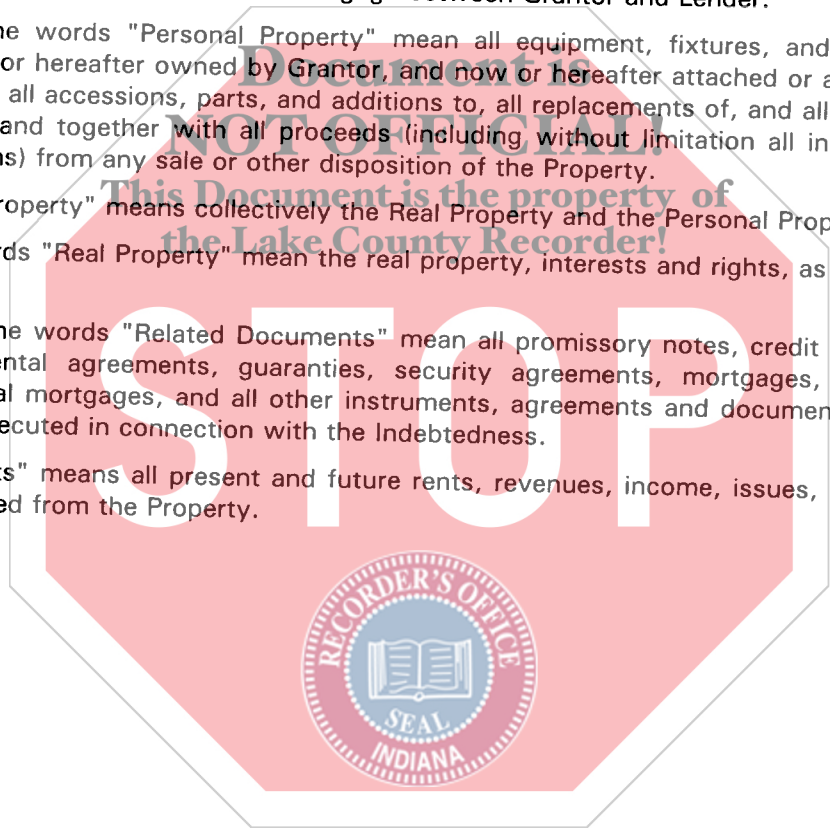 between Grantor and Lender.
he words "Personal Property" mean all equipment, fixtures, and
or hereafter owned by Grantor, and now or hereafter attached or a
all accessions, parts, and additions to, all replacements of, and all
and together with all proceeds (including without limitation all in
s) from any sale or other disposition of the Property.
roperty" means collectively the Real Property and the Personal Prop
ds "Real Property" mean the real property, interests and rights, as
he words "Related Documents" mean all promissory notes, credit
ental agreements, guaranties, security agreements, mortgages,
al mortgages, and all other instruments, agreements and documen
ecuted in connection with the Indebtedness.
s" means all present and future rents, revenues, income, issues,
ed from the Property.
Document is
NOT OFFICIAL!
This Document is the property of
the Lake County Recorder!
STOP
RECORDER'S OFFICE
SEAL
INDIANA